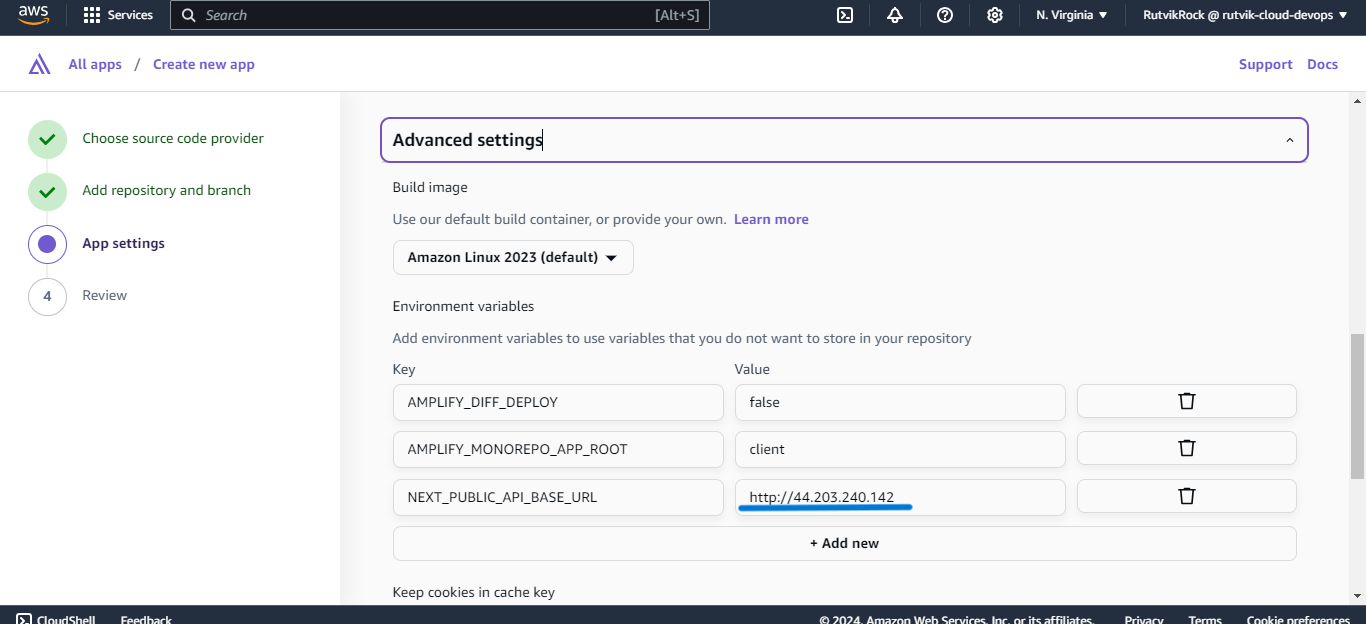 aws
Services
Search
[Alt+S]
N. Virginia
RutvikRock @ rutvik-cloud-devops
All apps / Create new app
Support
Docs
Choose source code provider
Add repository and branch
App settings
4
Review
Advanced settings
Build image
Use our default build container, or provide your own. Learn more
Amazon Linux 2023 (default)
Environment variables
Add environment variables to use variables that you do not want to store in your repository
Key
Value
AMPLIFY_DIFF_DEPLOY
false
AMPLIFY_MONOREPO_APP_ROOT
client
NEXT_PUBLIC_API_BASE_URL
http://44.203.240.142
+ Add new
Keep cookies in cache key
CloudShell
Feedback
© 2024, Amazon Web Services, Inc. or its affiliates.
Privacy
Terms
Cookie preferences